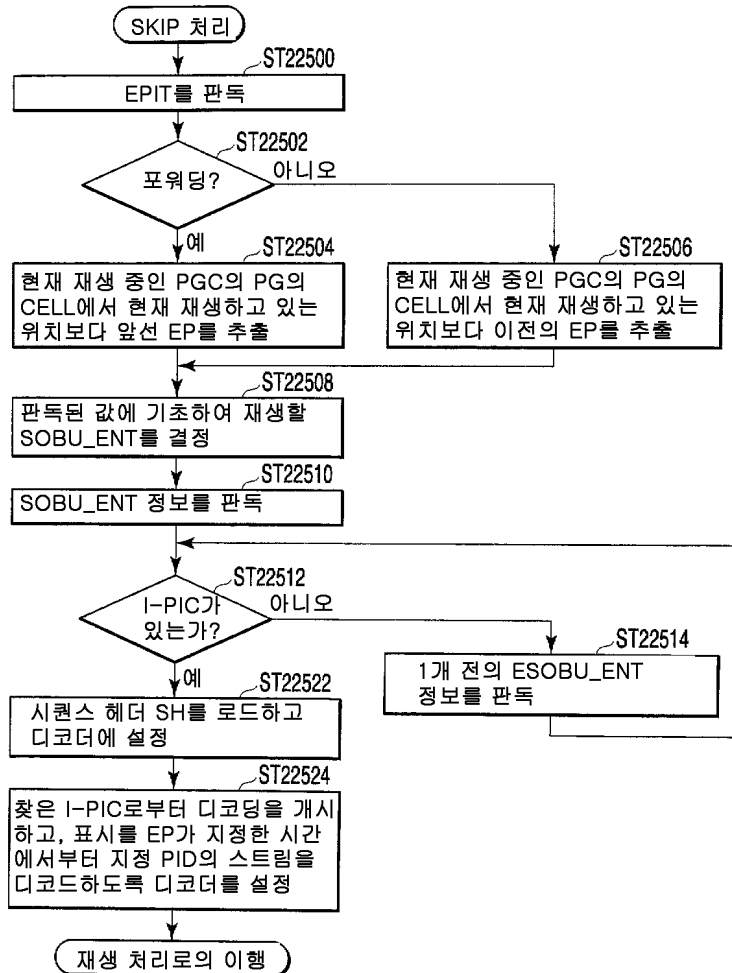 SKIP 처리
ST22500
EPIT를 판독
ST22502
포워딩?
아니오
예
ST22504
현재 재생 중인 PGC의 PG의
CELL에서 현재 재생하고 있는
위치보다 앞선 EP를 추출
ST22506
현재 재생 중인 PGC의 PG의
CELL에서 현재 재생하고 있는
위치보다 이전의 EP를 추출
ST22508
판독된 값에 기초하여 재생할
SOBU_ENT를 결정
ST22510
SOBU_ENT 정보를 판독
ST22512
I-PIC가
있는가?
아니오
예
ST22514
1개 전의 ESOBU_ENT
정보를 판독
ST22522
시퀀스 헤더 SH를 로드하고
디코더에 설정
ST22524
찾은 I-PIC로부터 디코딩을 개시
하고, 표시를 EP가 지정한 시간
에서부터 지정 PID의 스트림을
디코드하도록 디코더를 설정
재생 처리로의 이행